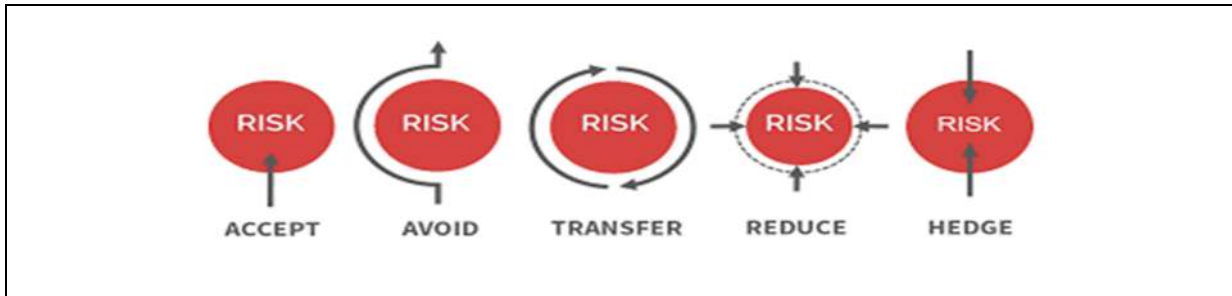 RISK RISK RISK RISK RISK
ACCEPT AVOID TRANSFER REDUCE HEDGE